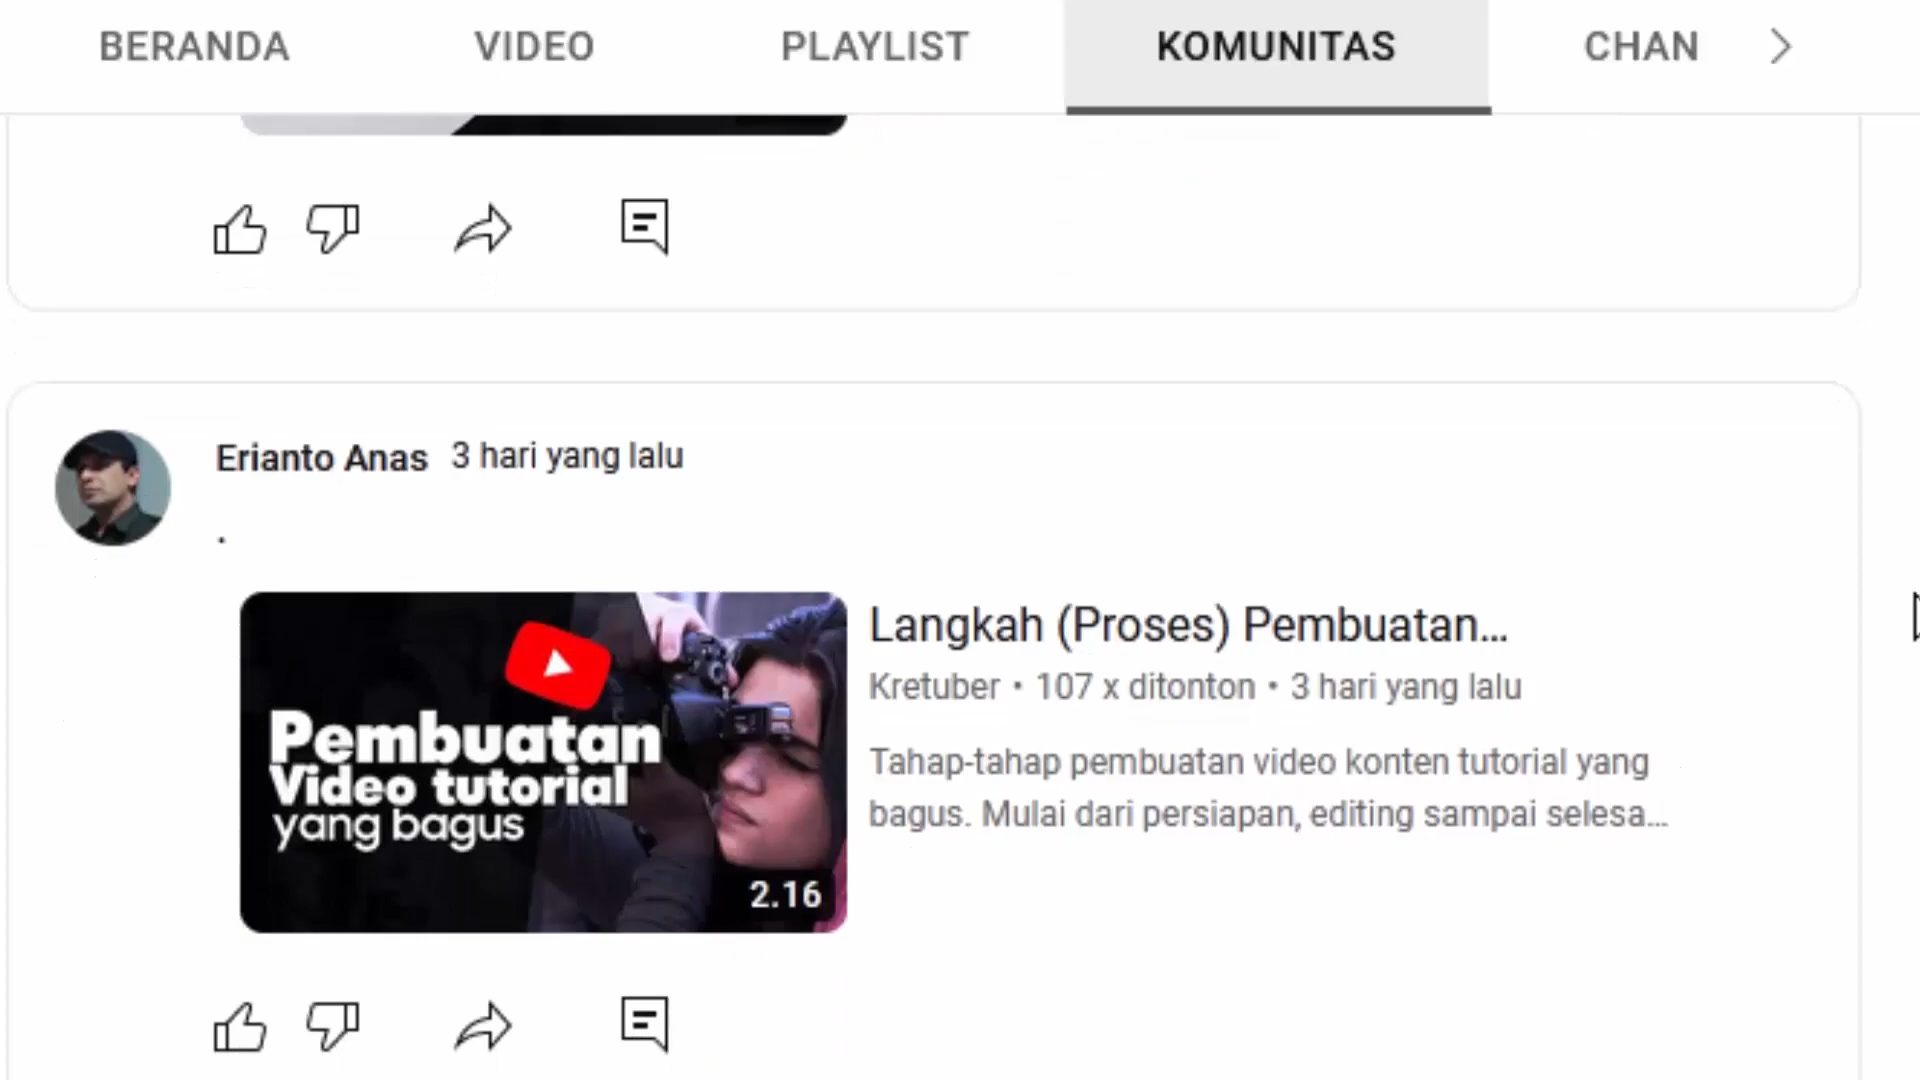 BERANDA VIDEO PLAYLIST KOMUNITAS CHAN
Erianto Anas 3 hari yang lalu
.
Pembuatan
Video tutorial
yang bagus
2.16
Langkah (Proses) Pembuatan...
Kretuber • 107 x ditonton • 3 hari yang lalu
Tahap-tahap pembuatan video konten tutorial yang
bagus. Mulai dari persiapan, editing sampai selesa...